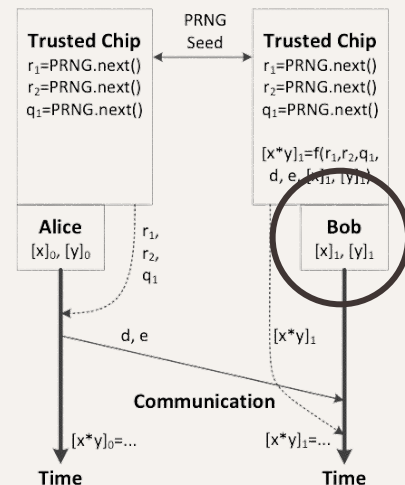 PRNG
Seed
Trusted Chip
r₁=PRNG.next()
r₂=PRNG.next()
q₁=PRNG.next()
Trusted Chip
r₁=PRNG.next()
r₂=PRNG.next()
q₁=PRNG.next()
[x*y]₁=f(r₁,r₂,q₁,
d, e, [x]₁, [y]₁)
Alice
[x]₀, [y]₀
r₁,
r₂,
q₁
Bob
[x]₁, [y]₁
d, e
[x*y]₁
Communication
[x*y]₀=...
[x*y]₁=...
Time
Time